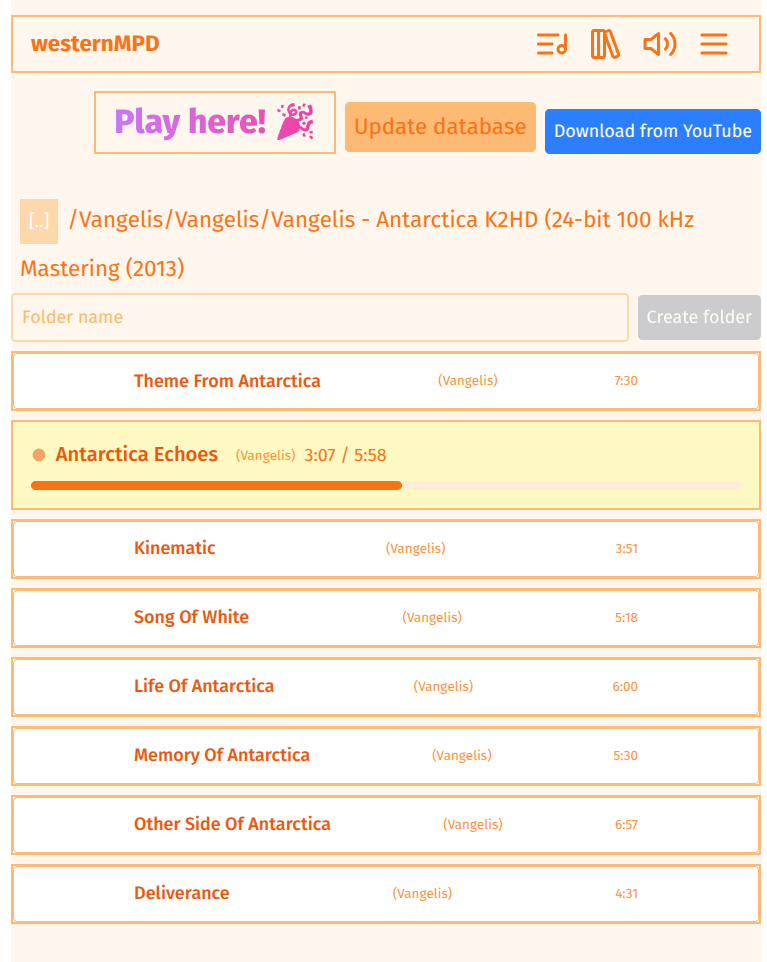 westernMPD
Play here! 🎉
Update database
Download from YouTube
[..] /Vangelis/Vangelis/Vangelis - Antarctica K2HD (24-bit 100 kHz
Mastering (2013)
Folder name
Create folder
Theme From Antarctica (Vangelis) 7:30
Antarctica Echoes (Vangelis) 3:07 / 5:58
Kinematic (Vangelis) 3:51
Song Of White (Vangelis) 5:18
Life Of Antarctica (Vangelis) 6:00
Memory Of Antarctica (Vangelis) 5:30
Other Side Of Antarctica (Vangelis) 6:57
Deliverance (Vangelis) 4:31